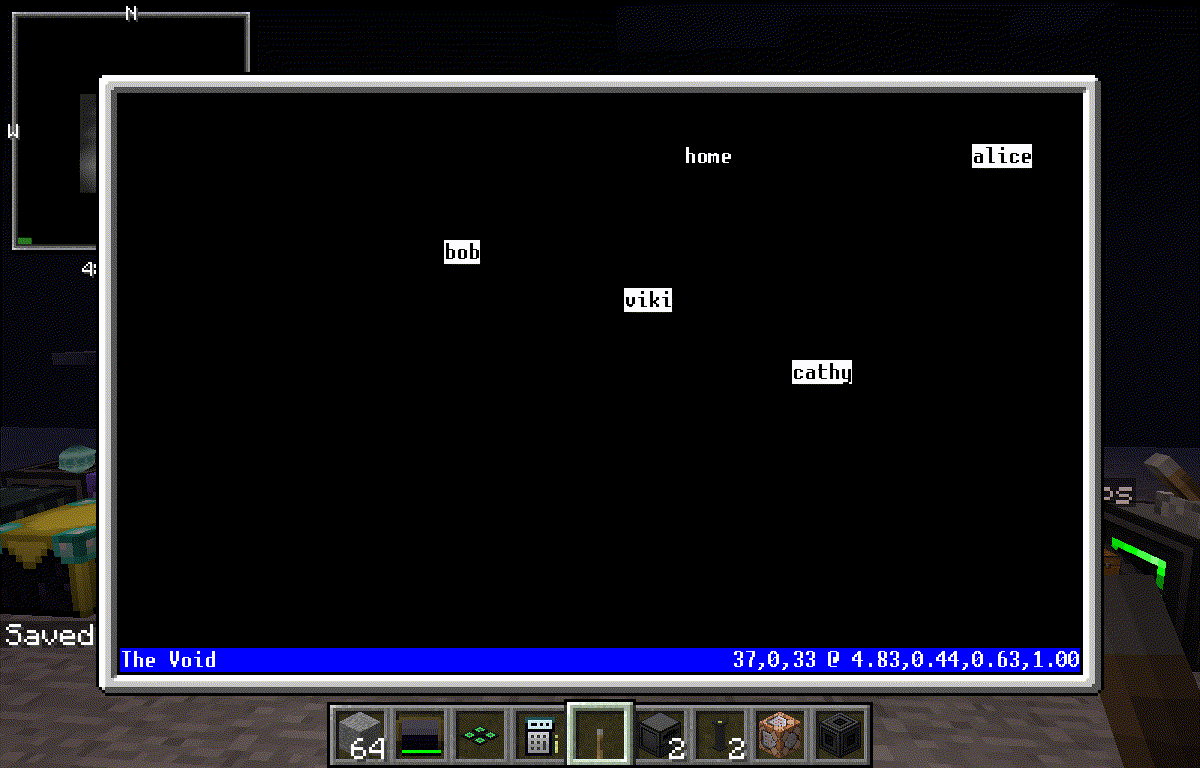 N
W
home alice
bob
viki
cathy
Saved
The Void 37,0,33 @ 4.83,0.44,0.63,1.00
64 2 2